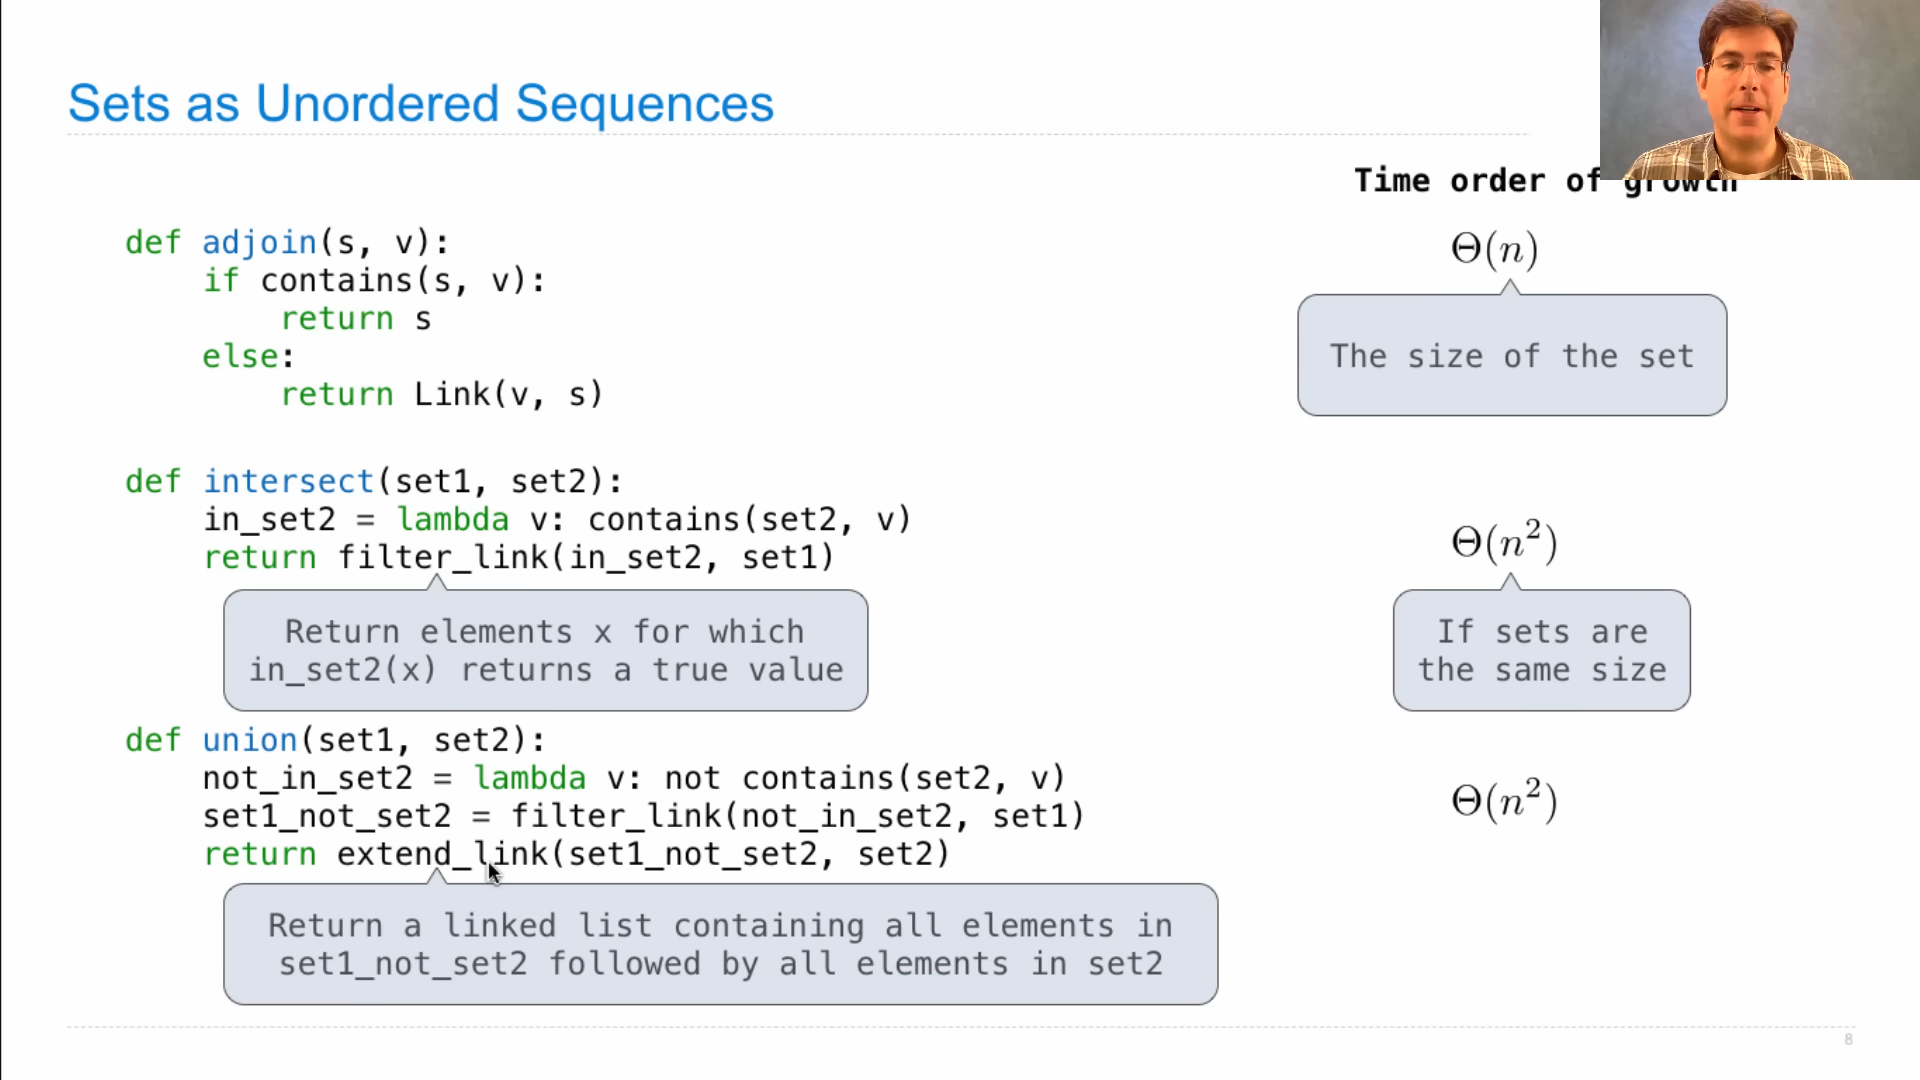 Sets as Unordered Sequences
Time order of growth
def adjoin(s, v):
    if contains(s, v):
        return s
    else:
        return Link(v, s)
Θ(n)
The size of the set
def intersect(set1, set2):
    in_set2 = lambda v: contains(set2, v)
    return filter_link(in_set2, set1)
Θ(n²)
Return elements x for which
in_set2(x) returns a true value
If sets are
the same size
def union(set1, set2):
    not_in_set2 = lambda v: not contains(set2, v)
    set1_not_set2 = filter_link(not_in_set2, set1)
    return extend_link(set1_not_set2, set2)
Θ(n²)
Return a linked list containing all elements in
set1_not_set2 followed by all elements in set2
8